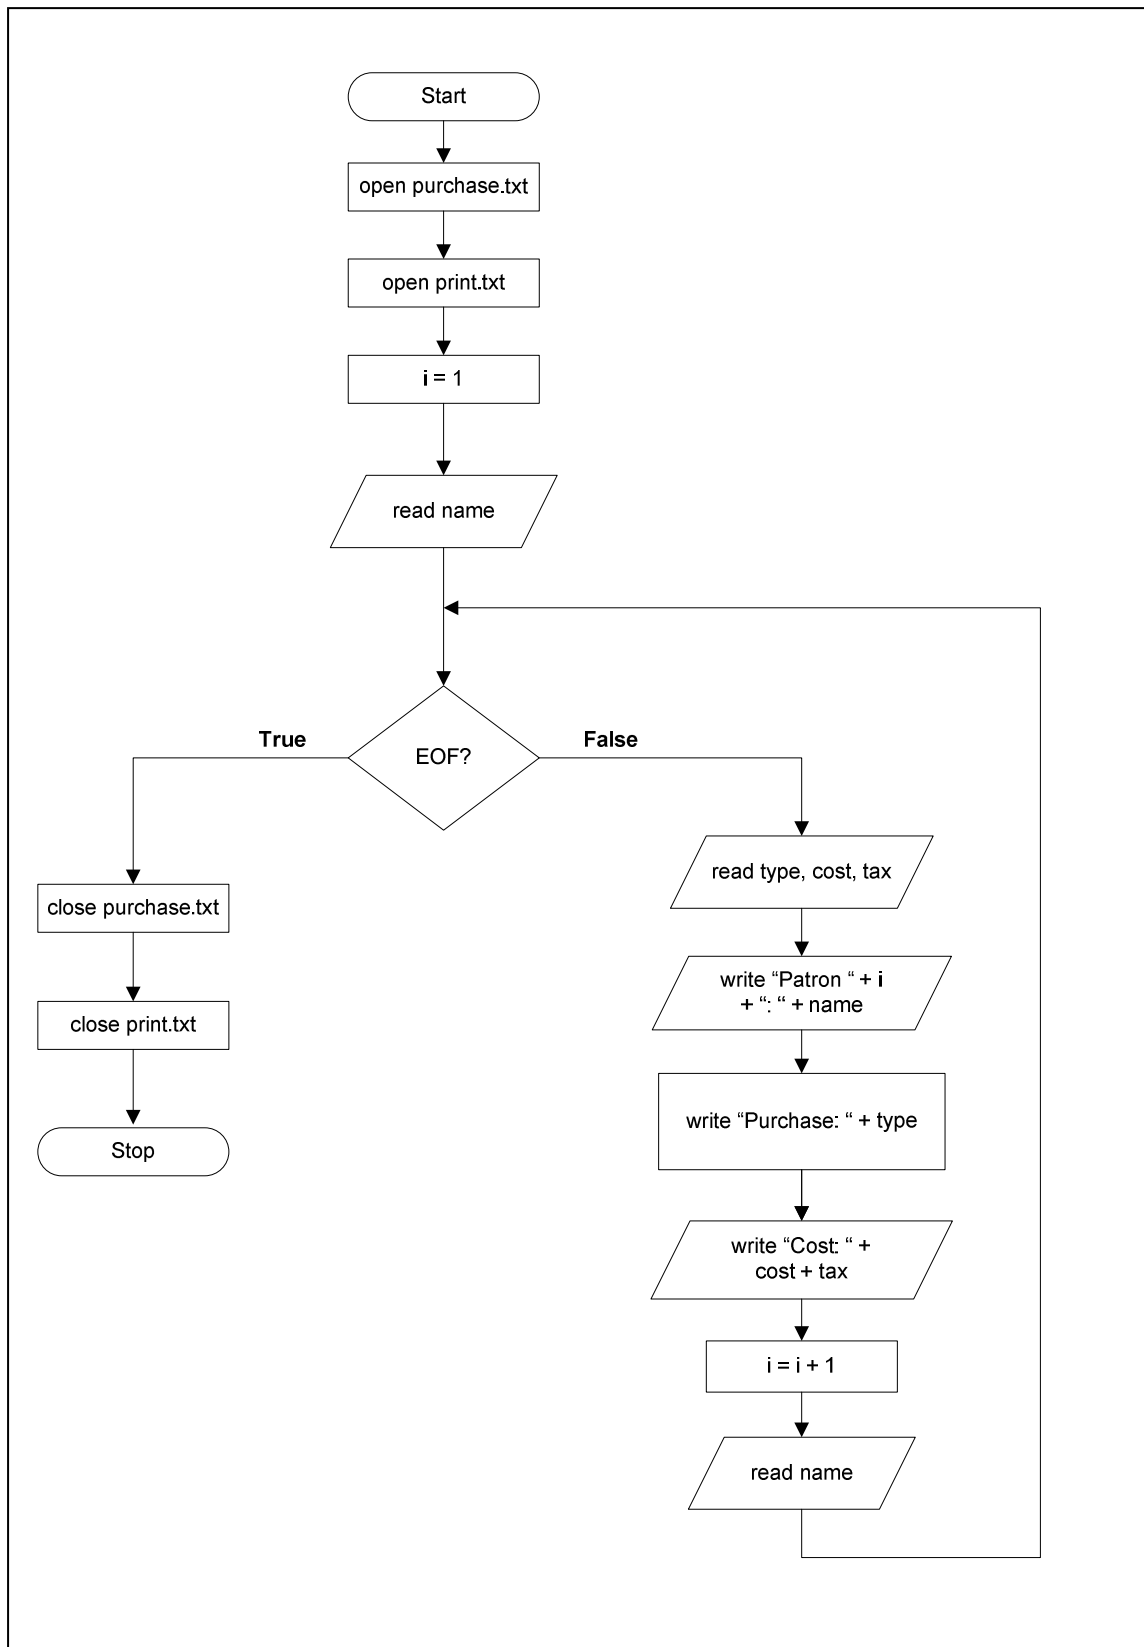 Start
open purchase.txt
open print.txt
i = 1
read name
EOF?
True
False
close purchase.txt
close print.txt
Stop
read type, cost, tax
write “Patron “ + i
+ “: “ + name
write “Purchase: “ + type
write “Cost: “ +
cost + tax
i = i + 1
read name